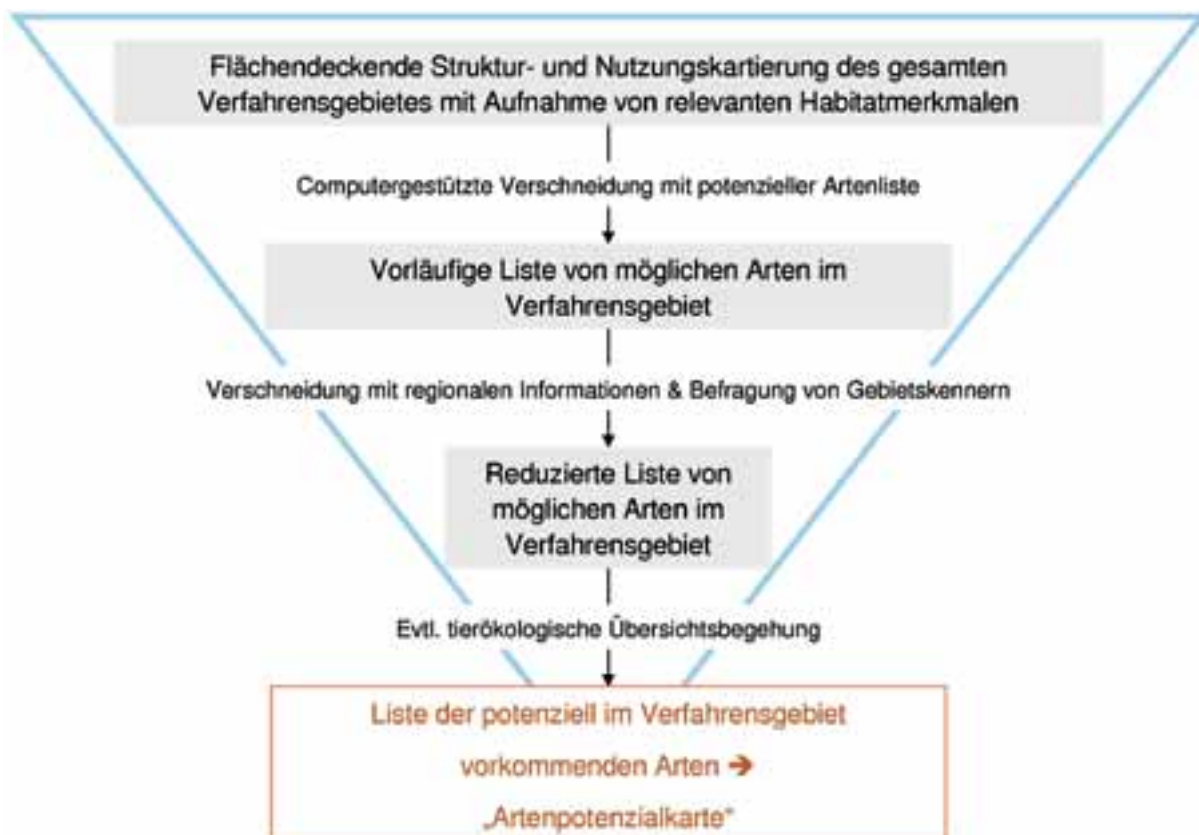 Flächendeckende Struktur- und Nutzungskartierung des gesamten
Verfahrensgebietes mit Aufnahme von relevanten Habitatmerkmalen
Computergestützte Verschneidung mit potenzieller Artenliste
Vorläufige Liste von möglichen Arten im
Verfahrensgebiet
Verschneidung mit regionalen Informationen & Befragung von Gebietskennern
Reduzierte Liste von
möglichen Arten im
Verfahrensgebiet
Evtl. tierökologische Übersichtsbegehung
Liste der potenziell im Verfahrensgebiet
vorkommenden Arten ➔
„Artenpotenzialkarte“